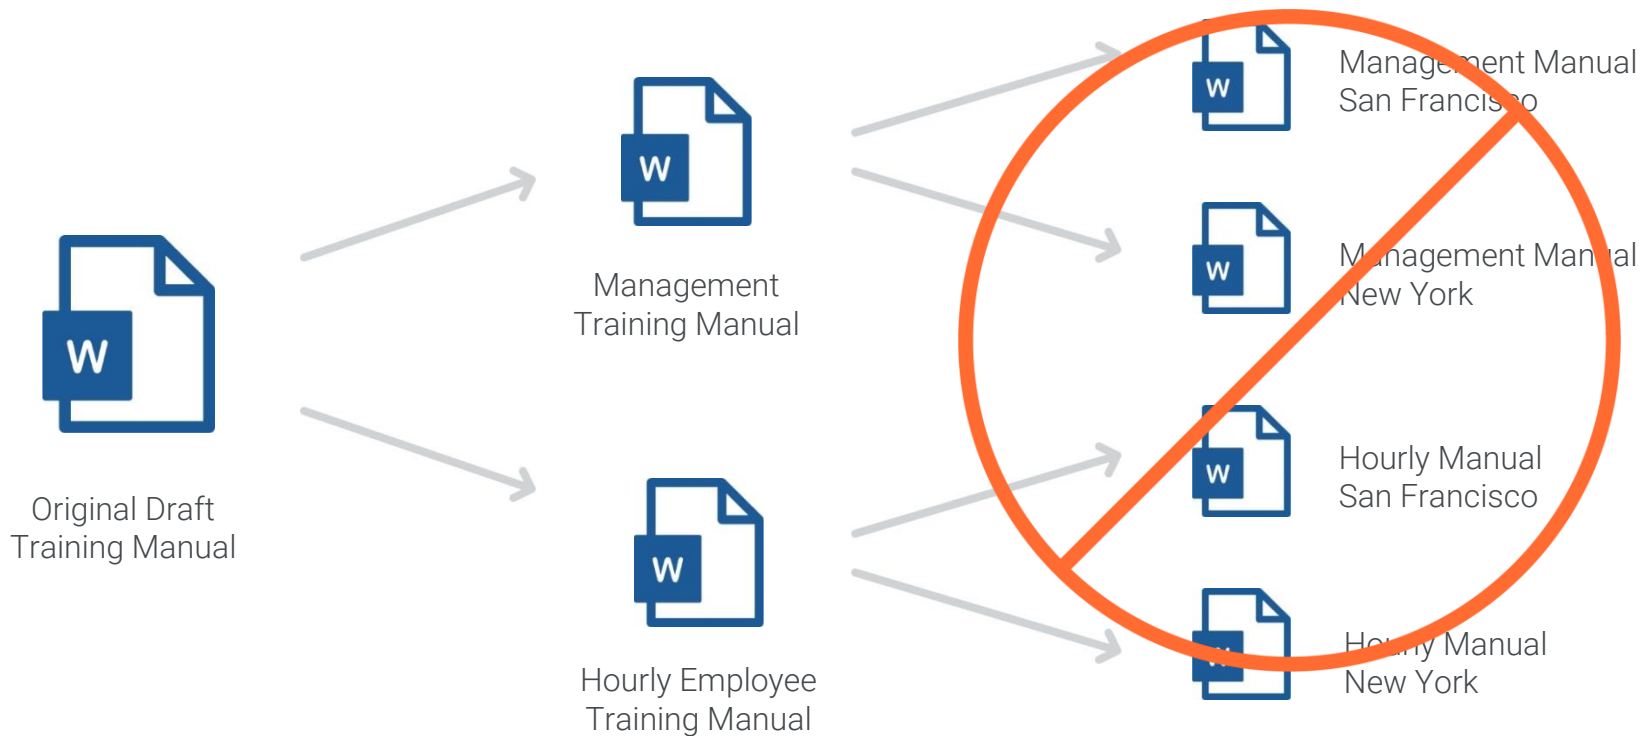 W
Original Draft
Training Manual
W
Management
Training Manual
W
Hourly Employee
Training Manual
W
Management Manual
San Francisco
W
Management Manual
New York
W
Hourly Manual
San Francisco
W
Hourly Manual
New York